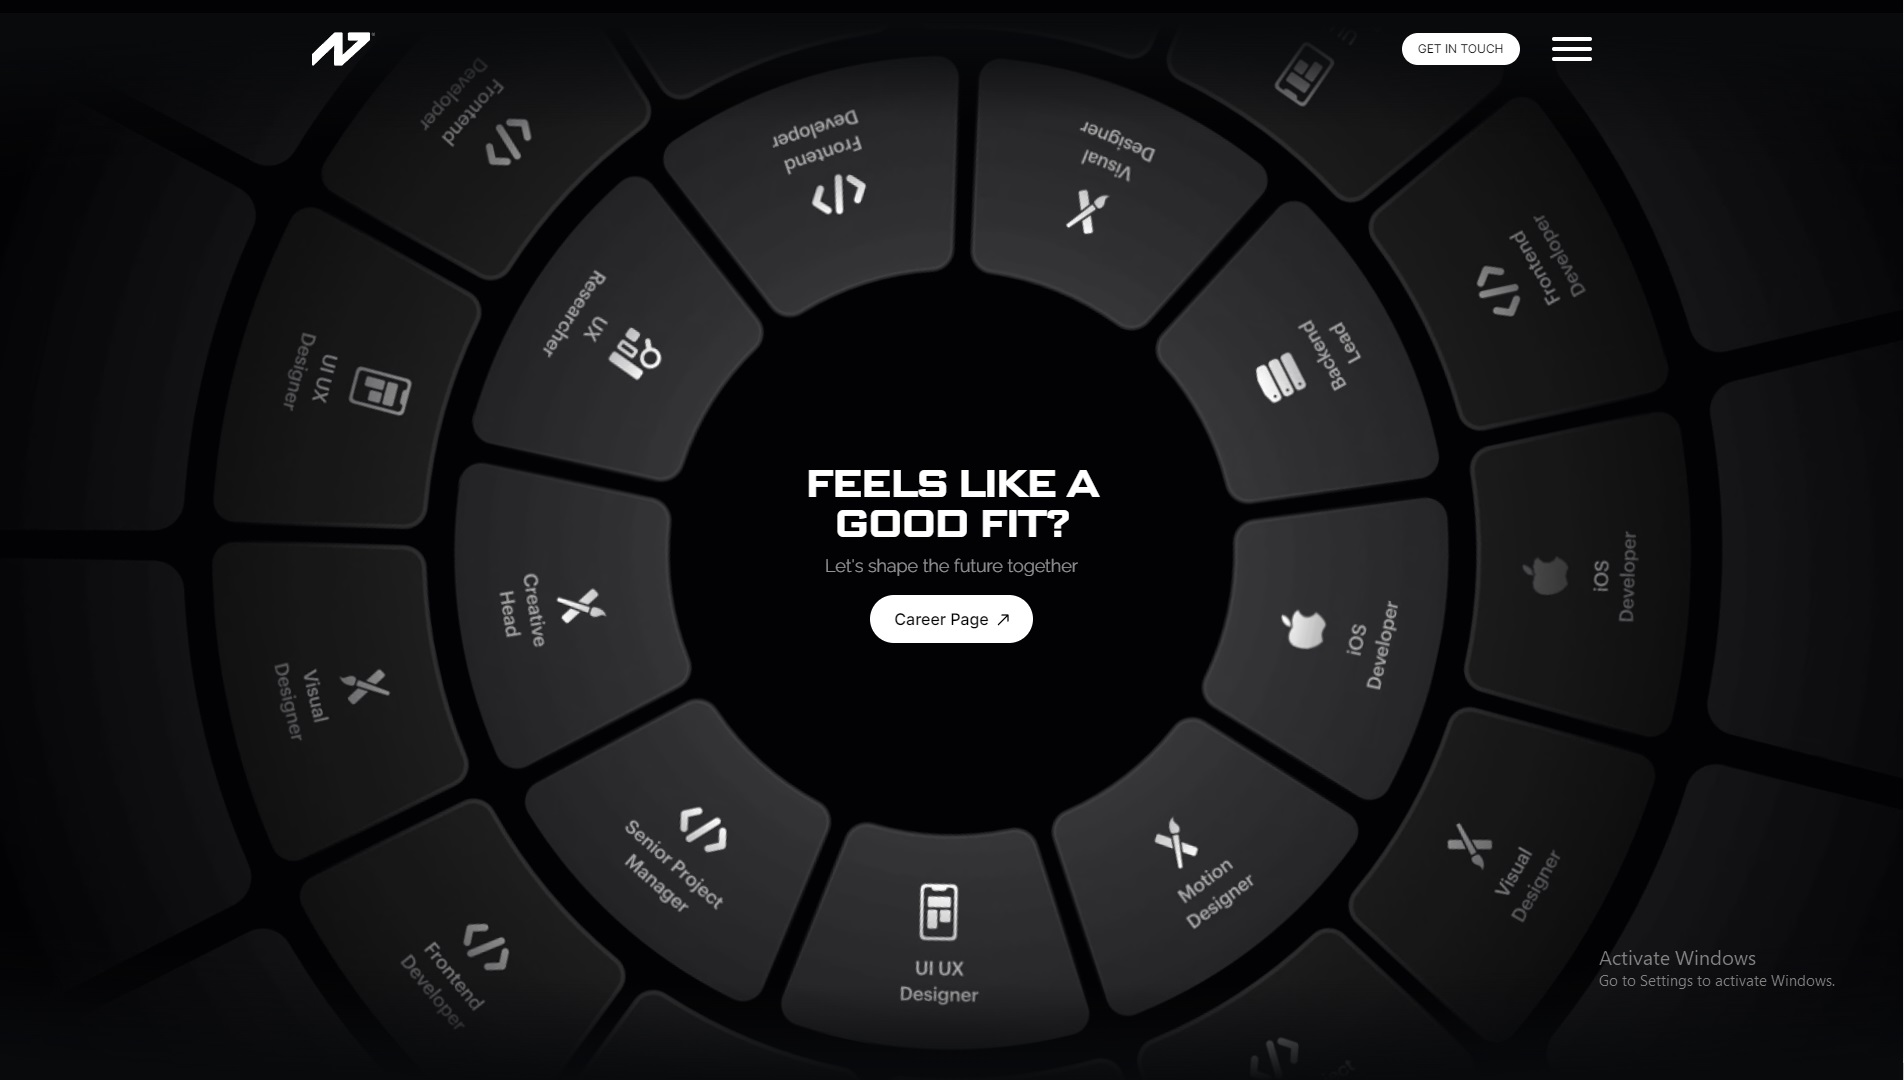 GET IN TOUCH
Frontend
Developer
Frontend
Developer
Visual
Designer
Frontend
Developer
UX
Researcher
Backend
Lead
UI UX
Designer
FEELS LIKE A
GOOD FIT?
Let's shape the future together
Career Page
Creative
Head
iOS
Developer
iOS
Developer
Visual
Designer
Senior Project
Manager
Motion
Designer
Visual
Designer
Frontend
Developer
UI UX
Designer
Activate Windows
Go to Settings to activate Windows.